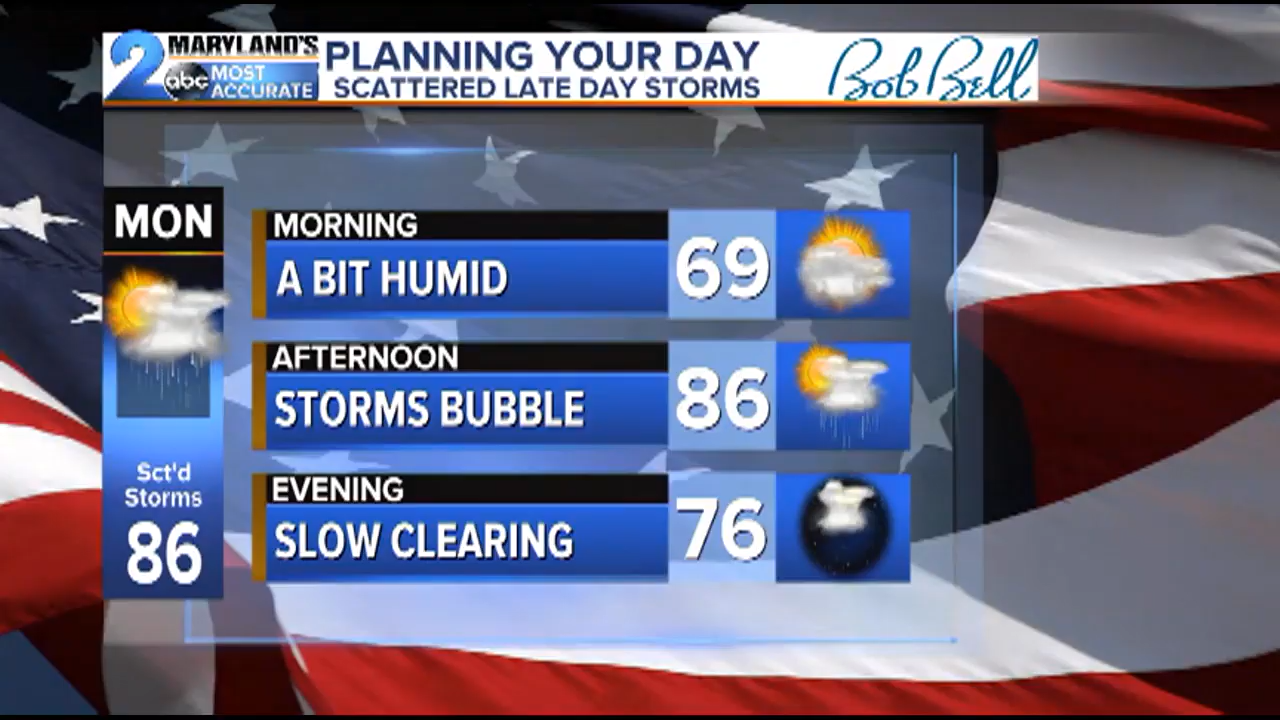 2
abc
MARYLAND'S
MOST
ACCURATE
PLANNING YOUR DAY
SCATTERED LATE DAY STORMS
Bob Bell
MON
Sct'd
Storms
86
MORNING
A BIT HUMID
69
AFTERNOON
STORMS BUBBLE
86
EVENING
SLOW CLEARING
76